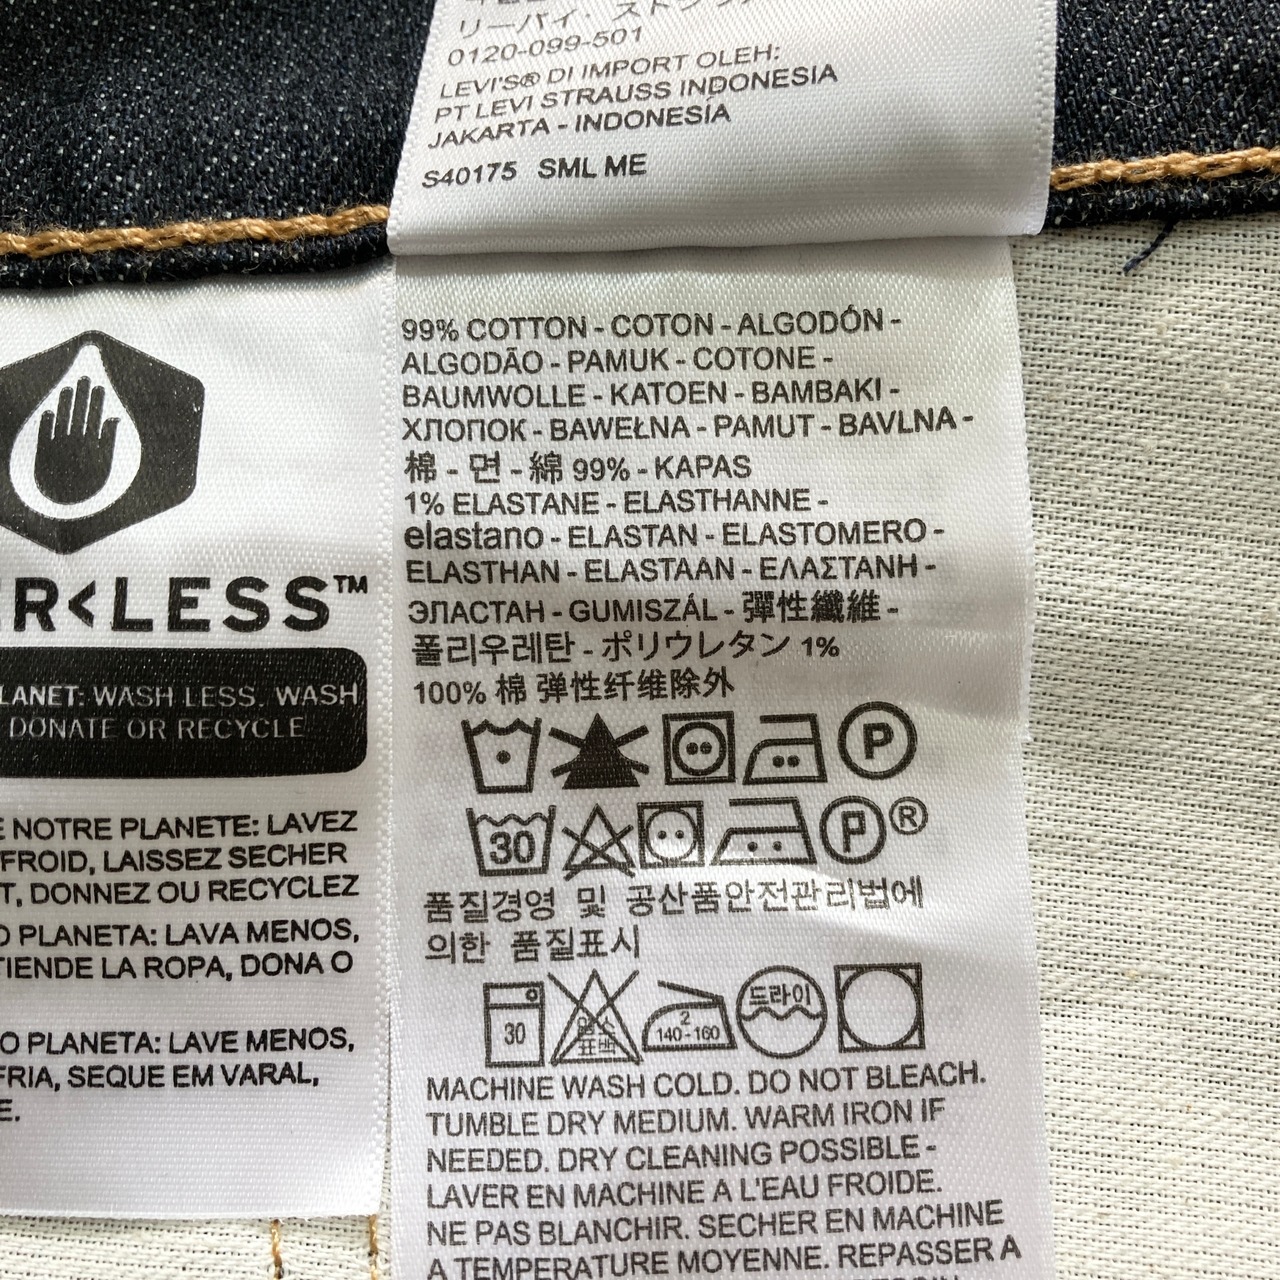 リーバイ・ストラ
0120-099-501
LEVI'S® DI IMPORT OLEH:
PT LEVI STRAUSS INDONESIA
JAKARTA - INDONESIA
S40175 SML ME
99% COTTON - COTON - ALGODÓN -
ALGODÃO - PAMUK - COTONE -
BAUMWOLLE - KATOEN - BAMBAKI -
ХЛОПОК - BAWEŁNA - PAMUT - BAVLNA -
棉 - 면 - 綿 99% - KAPAS
1% ELASTANE - ELASTHANNE -
elastano - ELASTAN - ELASTOMERO -
ELASTHAN - ELASTAAN - ΕΛΑΣΤΑΝΗ -
ЭЛАСТАН - GUMISZÁL - 彈性纖維 -
폴리우레탄 - ポリウレタン 1%
100% 棉 弹性纤维除外
P
30 P ®
품질경영 및 공산품안전관리법에
의한 품질표시
30 염소표백 2 140-160 드라이
MACHINE WASH COLD. DO NOT BLEACH.
TUMBLE DRY MEDIUM. WARM IRON IF
NEEDED. DRY CLEANING POSSIBLE -
LAVER EN MACHINE A L'EAU FROIDE.
NE PAS BLANCHIR. SECHER EN MACHINE
A TEMPERATURE MOYENNE. REPASSER A
R<LESS™
LANET: WASH LESS. WASH
DONATE OR RECYCLE
E NOTRE PLANETE: LAVEZ
FROID, LAISSEZ SECHER
T, DONNEZ OU RECYCLEZ
O PLANETA: LAVA MENOS,
TIENDE LA ROPA, DONA O
O PLANETA: LAVE MENOS,
FRIA, SEQUE EM VARAL,
E.